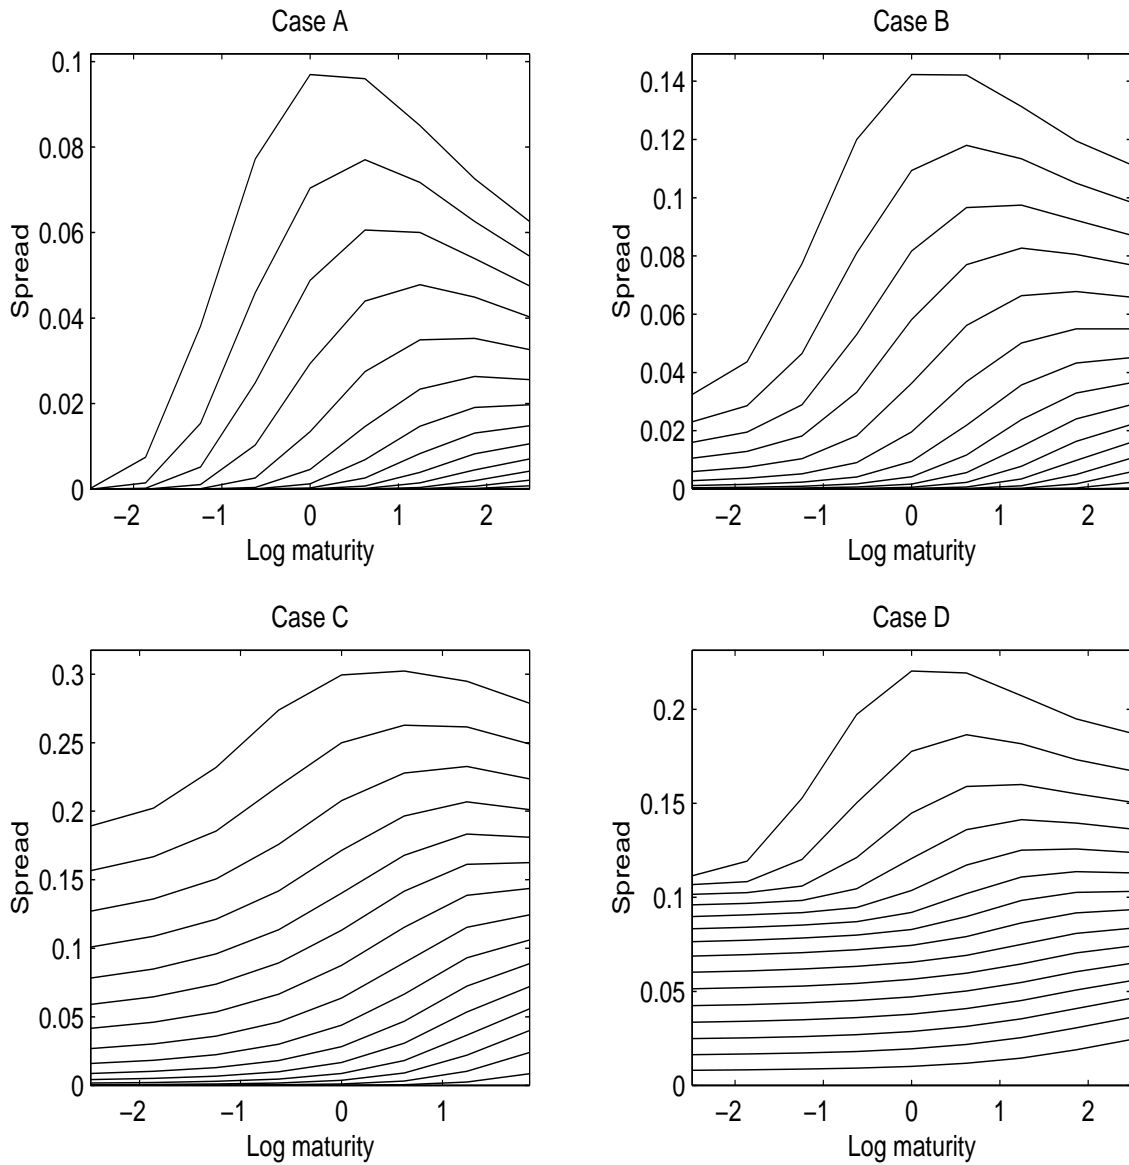 Case A
0.1
0.08
0.06
0.04
0.02
0
Spread
−2 −1 0 1 2
Log maturity
Case B
0.14
0.12
0.1
0.08
0.06
0.04
0.02
0
Spread
−2 −1 0 1 2
Log maturity
Case C
0.3
0.25
0.2
0.15
0.1
0.05
0
Spread
−2 −1 0 1
Log maturity
Case D
0.2
0.15
0.1
0.05
0
Spread
−2 −1 0 1 2
Log maturity